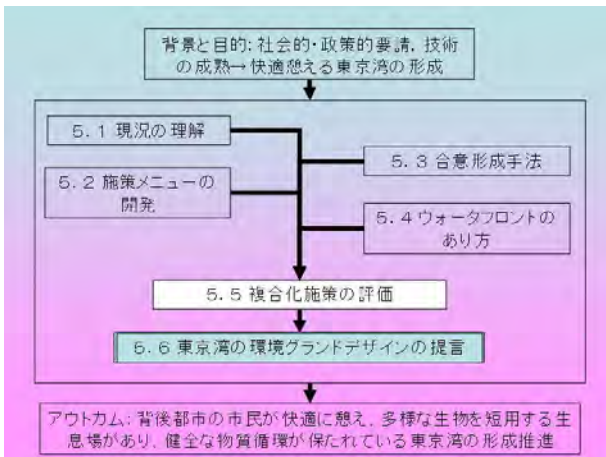 背景と目的：社会的・政策的要請，技術
の成熟→快適憩える東京湾の形成
5．1 現況の理解
5．3 合意形成手法
5．2 施策メニューの
開発
5．4 ウォータフロントの
あり方
5．5 複合化施策の評価
5．6 東京湾の環境グランドデザインの提言
アウトカム：背後都市の市民が快適に憩え，多様な生物を短用する生
息場があり、健全な物質循環が保たれている東京湾の形成推進